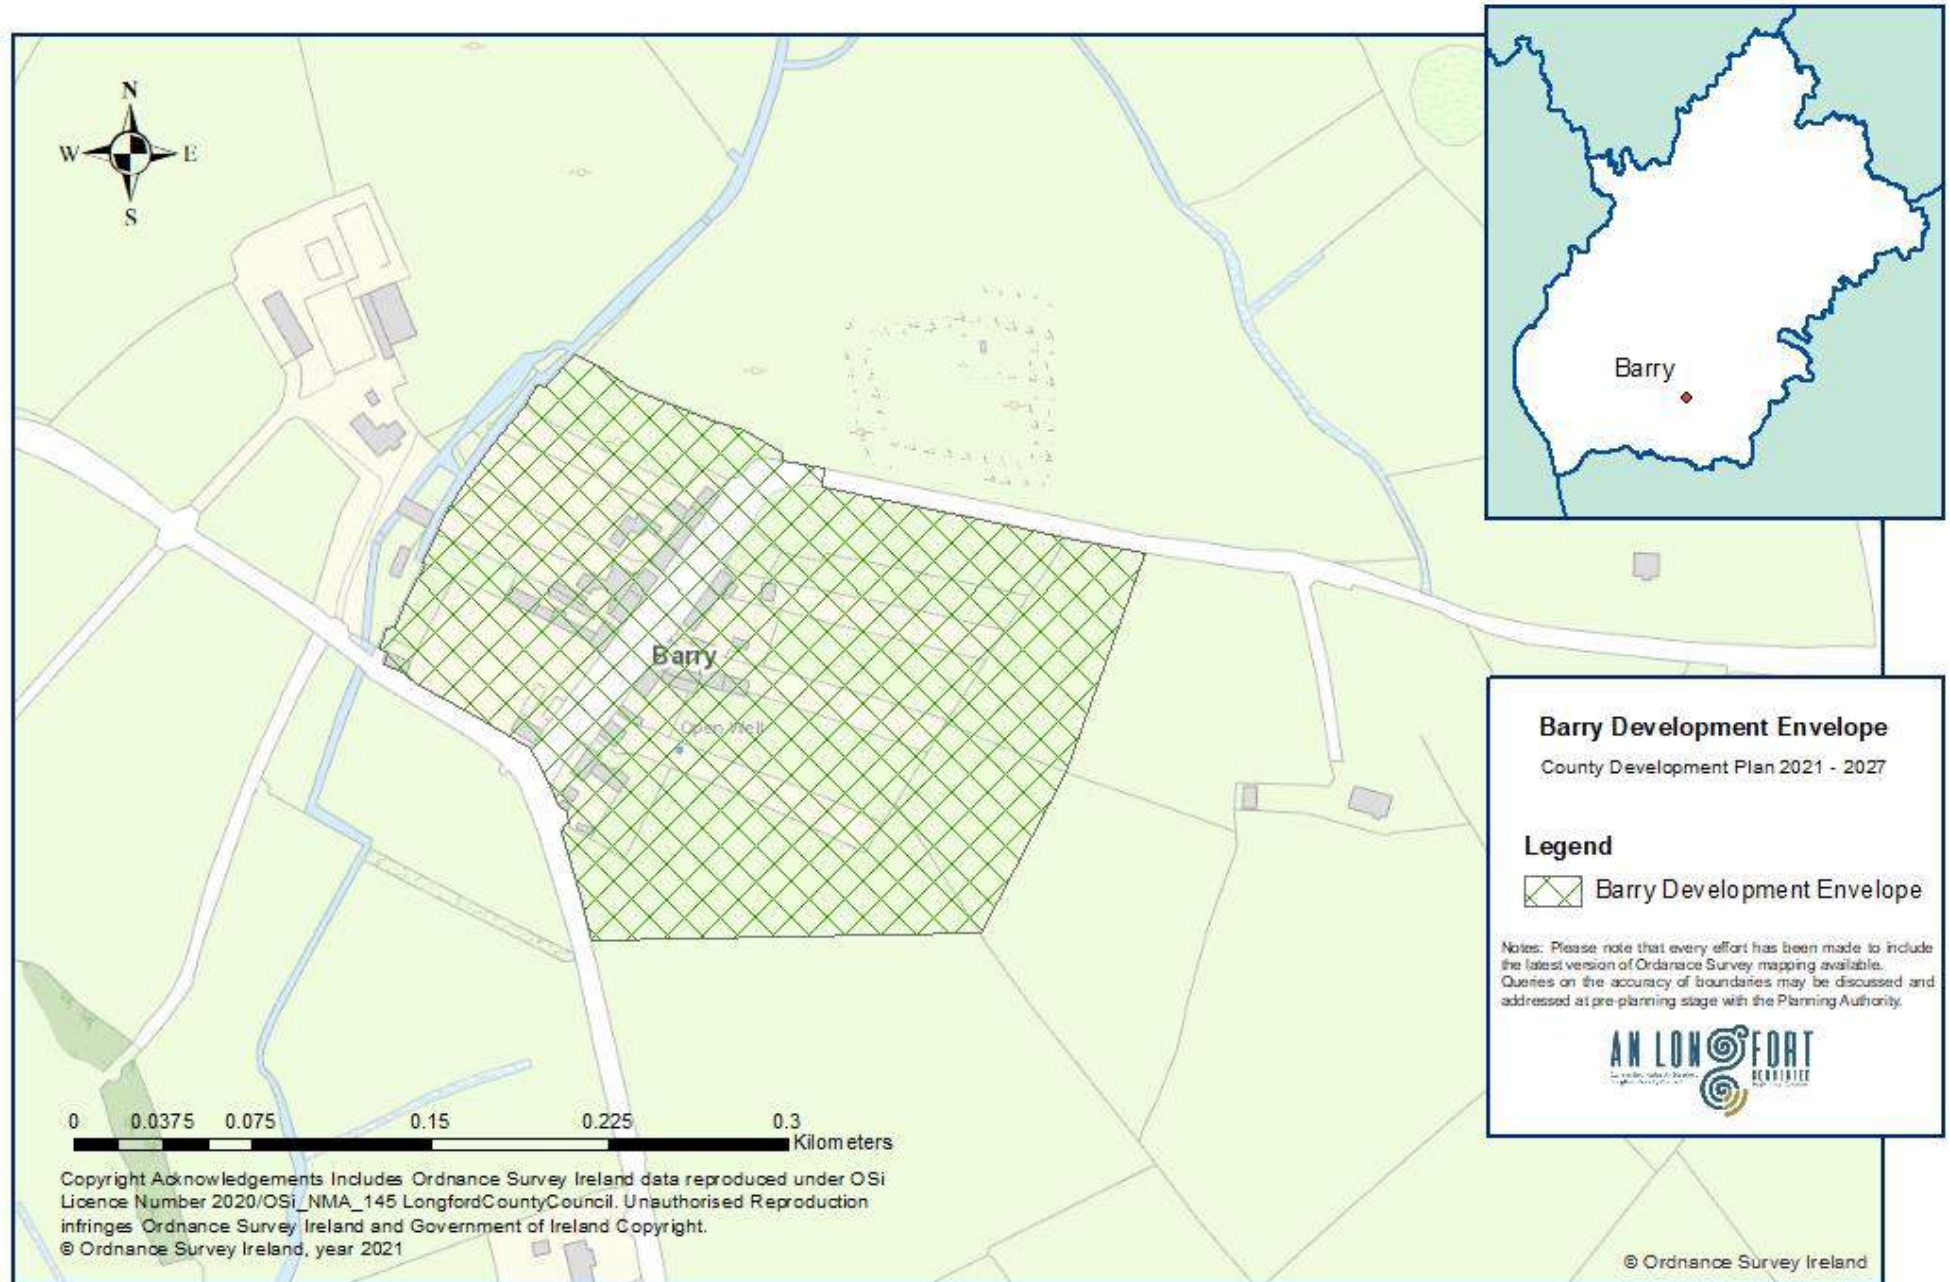 N
W E
S
Barry
Barry
Open Well
Barry Development Envelope
County Development Plan 2021 - 2027
Legend
Barry Development Envelope
Notes: Please note that every effort has been made to include
the latest version of Ordanace Survey mapping available.
Queries on the accuracy of boundaries may be discussed and
addressed at pre-planning stage with the Planning Authority.
AN LONGFORT
0 0.0375 0.075 0.15 0.225 0.3
Kilometers
Copyright Acknowledgements Includes Ordnance Survey Ireland data reproduced under OSi
Licence Number 2020/OSi_NMA_145 LongfordCountyCouncil. Unauthorised Reproduction
infringes Ordnance Survey Ireland and Government of Ireland Copyright.
© Ordnance Survey Ireland, year 2021
© Ordnance Survey Ireland